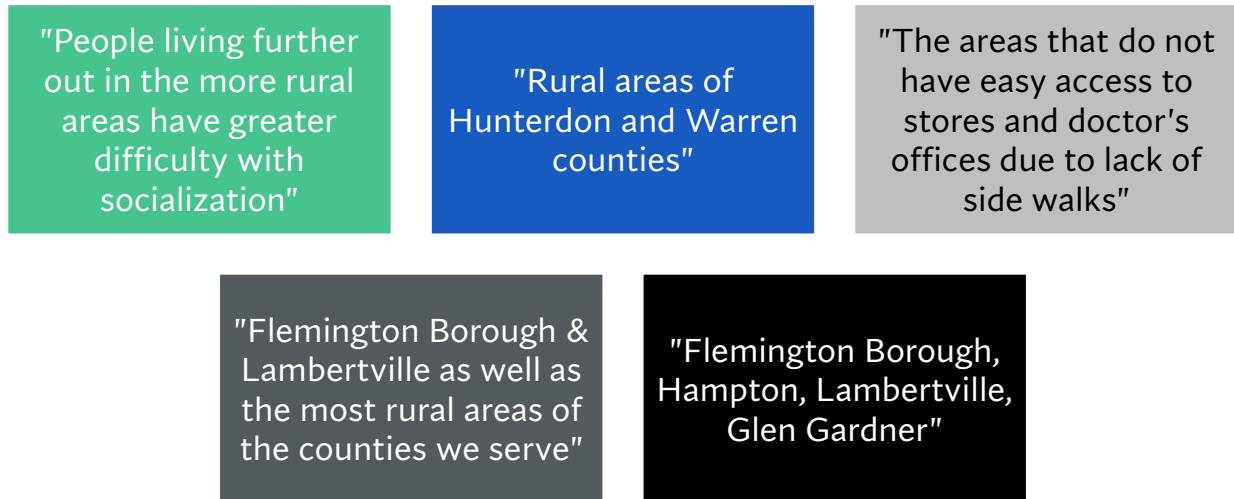 "People living further
out in the more rural
areas have greater
difficulty with
socialization"
"Rural areas of
Hunterdon and Warren
counties"
"The areas that do not
have easy access to
stores and doctor's
offices due to lack of
side walks"
"Flemington Borough &
Lambertville as well as
the most rural areas of
the counties we serve"
"Flemington Borough,
Hampton, Lambertville,
Glen Gardner"